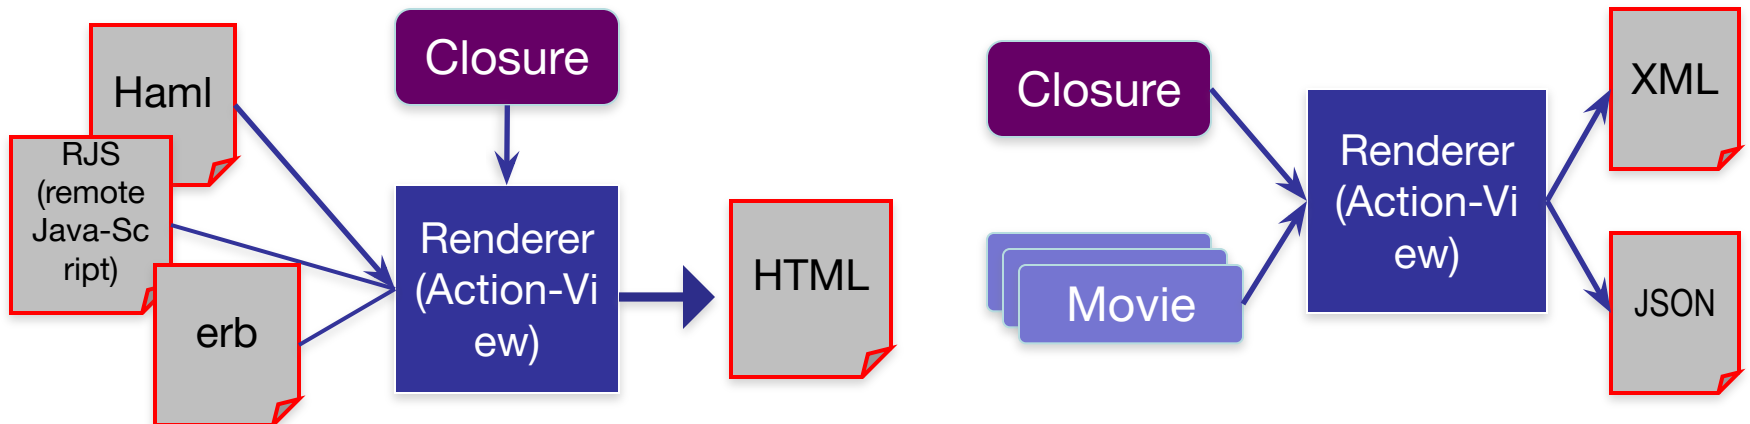 Haml
RJS
(remote
Java-Sc
ript)
erb
Closure
Renderer
(Action-Vi
ew)
HTML
Closure
Movie
Renderer
(Action-Vi
ew)
XML
JSON